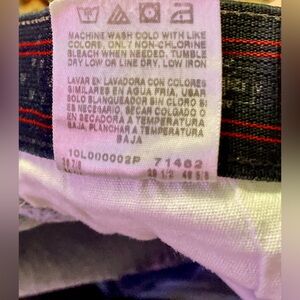 MACHINE WASH COLD WITH LIKE
COLORS, ONLY NON-CHLORINE
BLEACH WHEN NEEDED. TUMBLE
DRY LOW OR LINE DRY, LOW IRON
LAVAR EN LAVADORA CON COLORES
SIMILARES EN AGUA FRIA, USAR
SOLO BLANQUEADOR SIN CLORO SI
ES NECESARIO, SECAR COLGADO O
EN SECADORA A TEMPERATURA
BAJA, PLANCHAR A TEMPERATURA
BAJA
10L000002P 71462